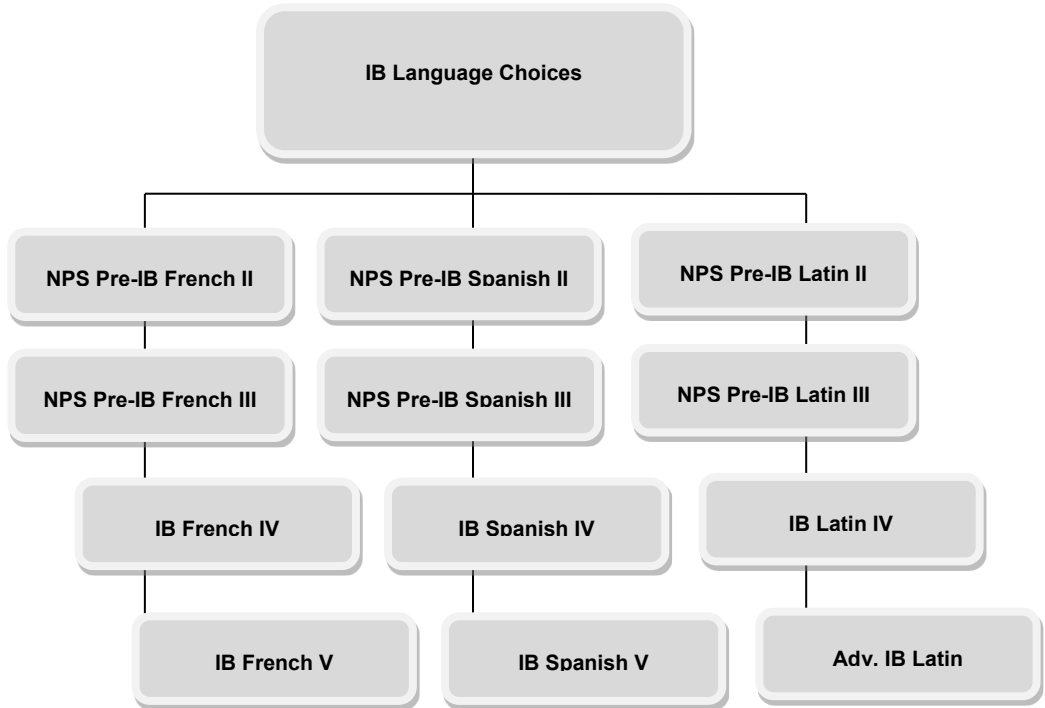 IB Language Choices
NPS Pre-IB French II
NPS Pre-IB Spanish II
NPS Pre-IB Latin II
NPS Pre-IB French III
NPS Pre-IB Spanish III
NPS Pre-IB Latin III
IB French IV
IB Spanish IV
IB Latin IV
IB French V
IB Spanish V
Adv. IB Latin